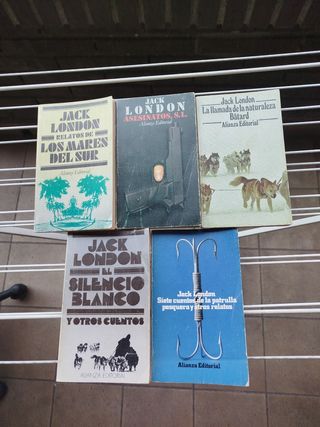 JACK
LONDON
RELATOS DE
LOS MARES
DEL SUR
Alianza Editorial
JACK
LONDON
ASESINATOS, S.L.
Alianza Editorial
Jack London
La llamada de la naturaleza
Bâtard
Alianza Editorial
JACK
LONDON
EL
SILENCIO
BLANCO
Y OTROS CUENTOS
ALIANZA EDITORIAL
Jack London
Siete cuentos de la patrulla
pesquera y otros relatos
Alianza Editorial